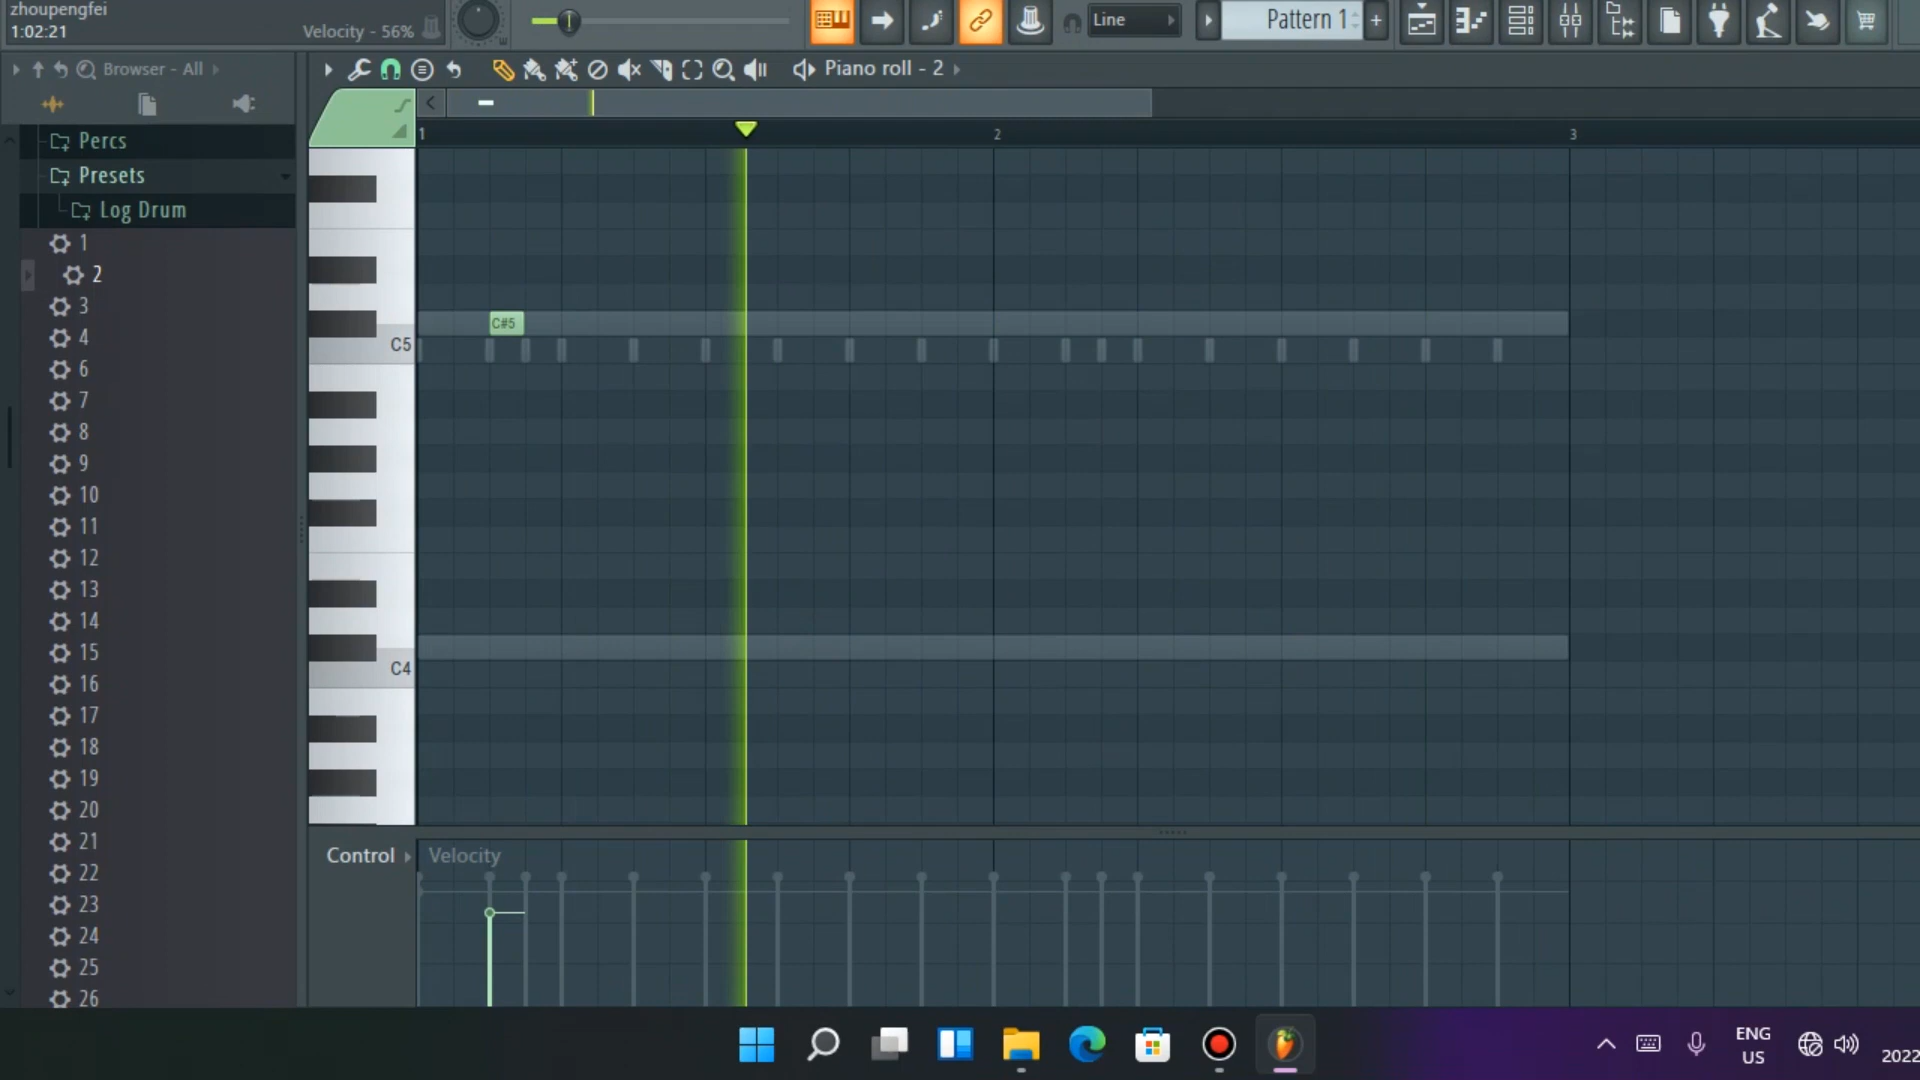 zhoupengfei
1:02:21
Velocity - 56%
Line
Pattern 1
+
Browser - All
Piano roll - 2
Percs
Presets
Log Drum
1
2
3
4
6
7
8
9
10
11
12
13
14
15
16
17
18
19
20
21
22
23
24
25
26
1
2
3
C#5
C5
C4
Control
Velocity
ENG
US
2022